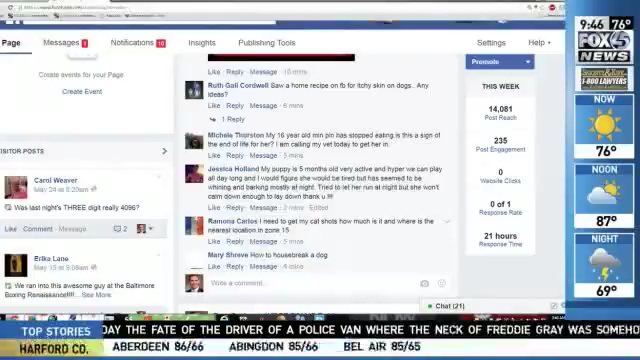 Page Messages 1 Notifications 10 Insights Publishing Tools Settings Help
Create events for your Page
Create Event
VISITOR POSTS
Carol Weaver
May 24 at 9:20am
Was last night's THREE digit really 4096?
Like · Comment · Message 2
Erika Lane
We ran into this awesome guy at the Baltimore
Boxing Renaissance!!!! ...See More
Like · Reply · Message · 10 mins
Ruth Gail Cordwell Saw a home recipe on fb for itchy skin on dogs.. Any
ideas?
Like · Reply · Message · 6 mins
1 Reply
Michele Thorston My 16 year old min pin has stopped eating,is this a sign of
the end of life for her? I am calling my vet today to get her in.
Like · Reply · Message · 5 mins
Jessica Holland My puppy is 5 months old very active and hyper we can play
all day long and I would figure she would be tired but has seemed to be
whining and barking mostly at night. Tried to let her run at night but she won't
calm down enough to lay down thank u !!!!
Like · Reply · Message · 2 mins · Edited
Ramona Carlos I need to get my cat shots how much is it and where is the
nearest location in zone 15
Like · Reply · Message · 5 mins
Mary Shreve How to housebreak a dog
Like · Reply · Message · 4 mins
Write a comment...
Promote
THIS WEEK
14,081
Post Reach
235
Post Engagement
0
Website Clicks
0 of 1
Response Rate
21 hours
Response Time
Chat (21)
9:46 76°
FOX 45
NEWS
1-800 LAWYERS
NOW
76°
NOON
87°
NIGHT
69°
TOP STORIES DAY THE FATE OF THE DRIVER OF A POLICE VAN WHERE THE NECK OF FREDDIE GRAY WAS SOMEHO
HARFORD CO. ABERDEEN 86/66 ABINGDON 85/66 BEL AIR 85/65